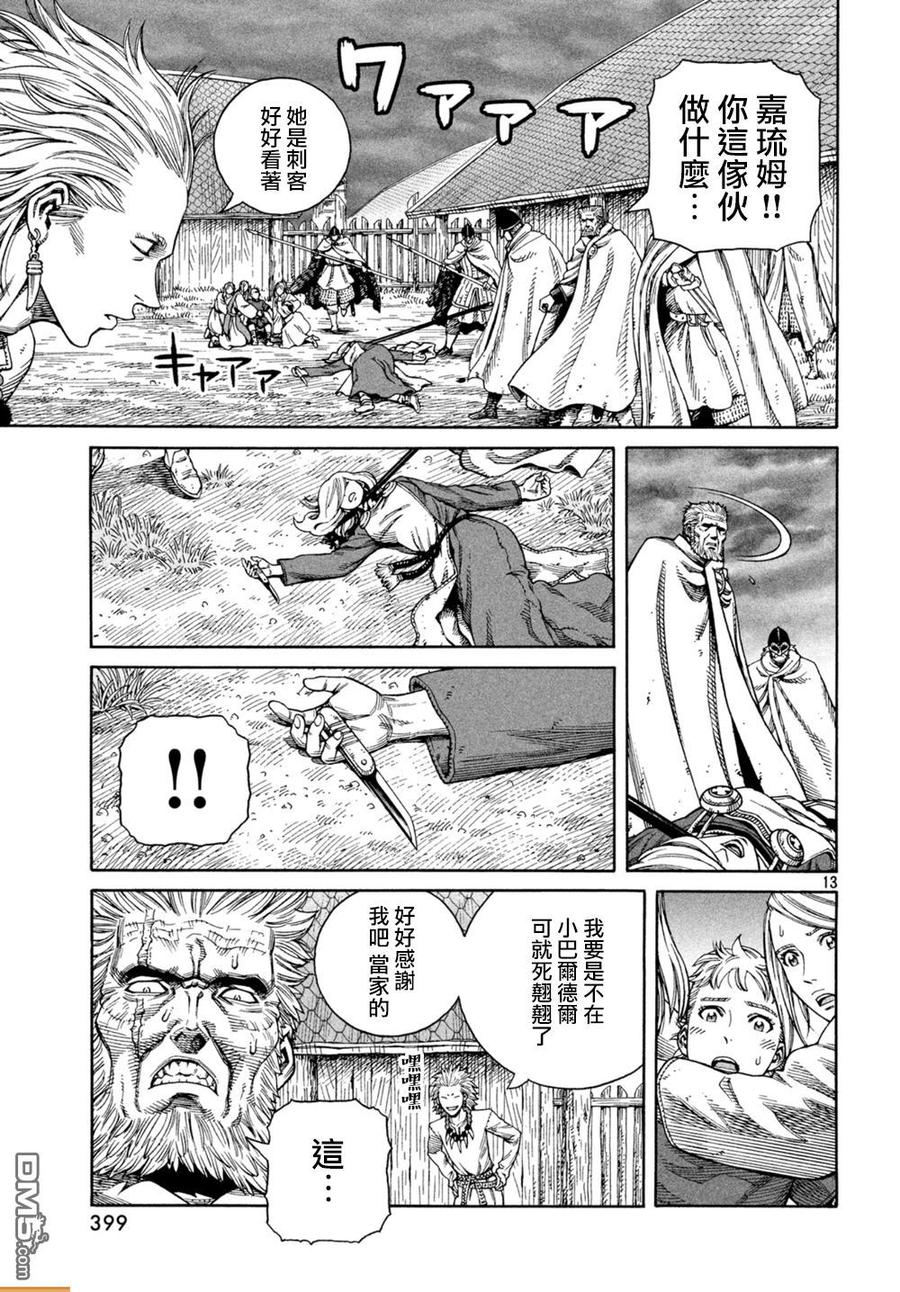 嘉琉姆!!
你這傢伙
做什麼…
クァァァァ
她是刺客
好好看著
キャアァァ
!!
13
我要是不在
小巴爾德爾
可就死翹翹了
好好感謝
我吧 當家的
嘿嘿嘿
這…
399
DM5.com